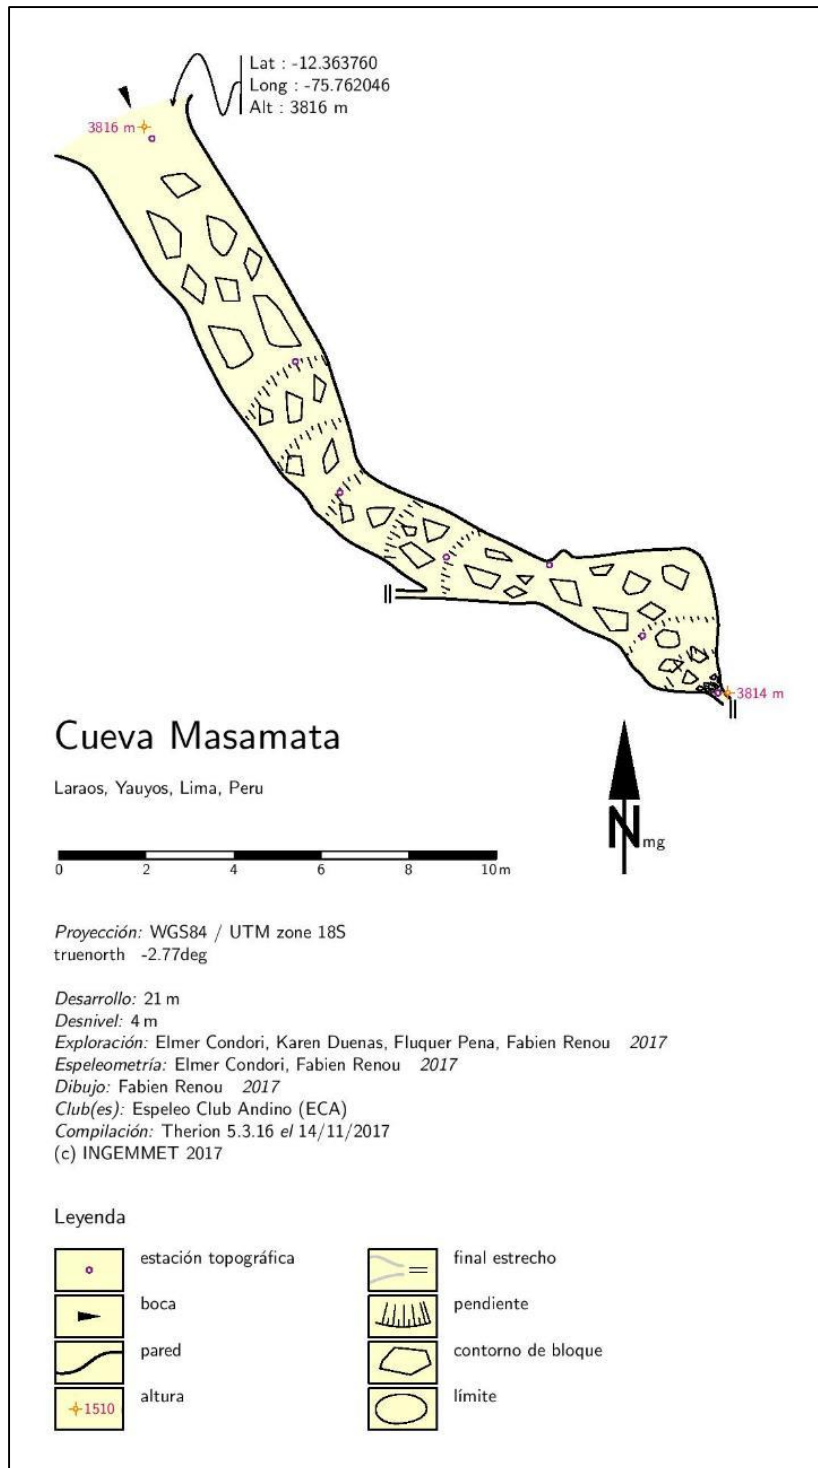 Lat : -12.363760
Long : -75.762046
Alt : 3816 m
3816 m
3814 m
Cueva Masamata
Laraos, Yauyos, Lima, Peru
N mg
0 2 4 6 8 10 m
Proyección: WGS84 / UTM zone 18S
truenorth -2.77deg
Desarrollo: 21 m
Desnivel: 4 m
Exploración: Elmer Condori, Karen Duenas, Fluquer Pena, Fabien Renou 2017
Espeleometría: Elmer Condori, Fabien Renou 2017
Dibujo: Fabien Renou 2017
Club(es): Espeleo Club Andino (ECA)
Compilación: Therion 5.3.16 el 14/11/2017
(c) INGEMMET 2017
Leyenda
estación topográfica
boca
pared
1510
altura
final estrecho
pendiente
contorno de bloque
límite